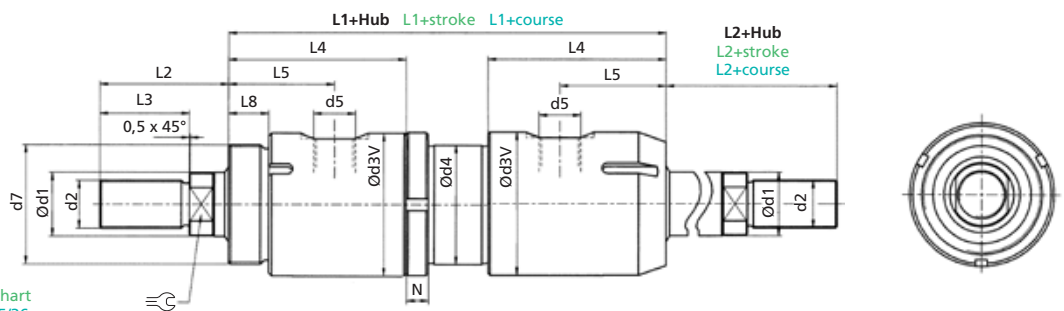 L1+Hub L1+stroke L1+course
L2+Hub
L2+stroke
L2+course
L4
L4
L2
L5
L5
L3
L8
d5
d5
0,5 x 45°
d7
Ød1
d2
Ød3V
Ød4
Ød3V
Ød1
d2
N
hart